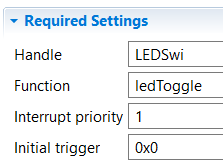 Required Settings
Handle LEDSwi
Function ledToggle
Interrupt priority 1
Initial trigger 0x0